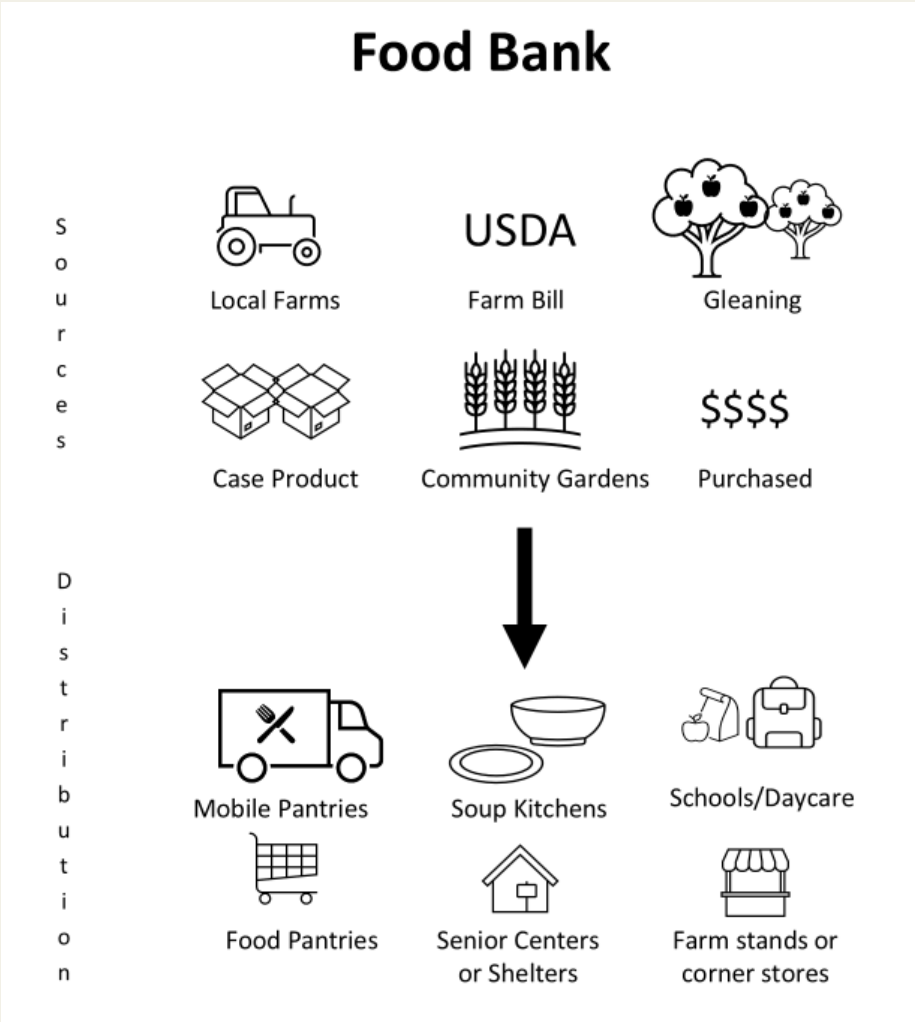 Food Bank
Sources
USDA
Local Farms
Farm Bill
Gleaning
$$$$
Case Product
Community Gardens
Purchased
Distribution
Mobile Pantries
Soup Kitchens
Schools/Daycare
Food Pantries
Senior Centers
or Shelters
Farm stands or
corner stores